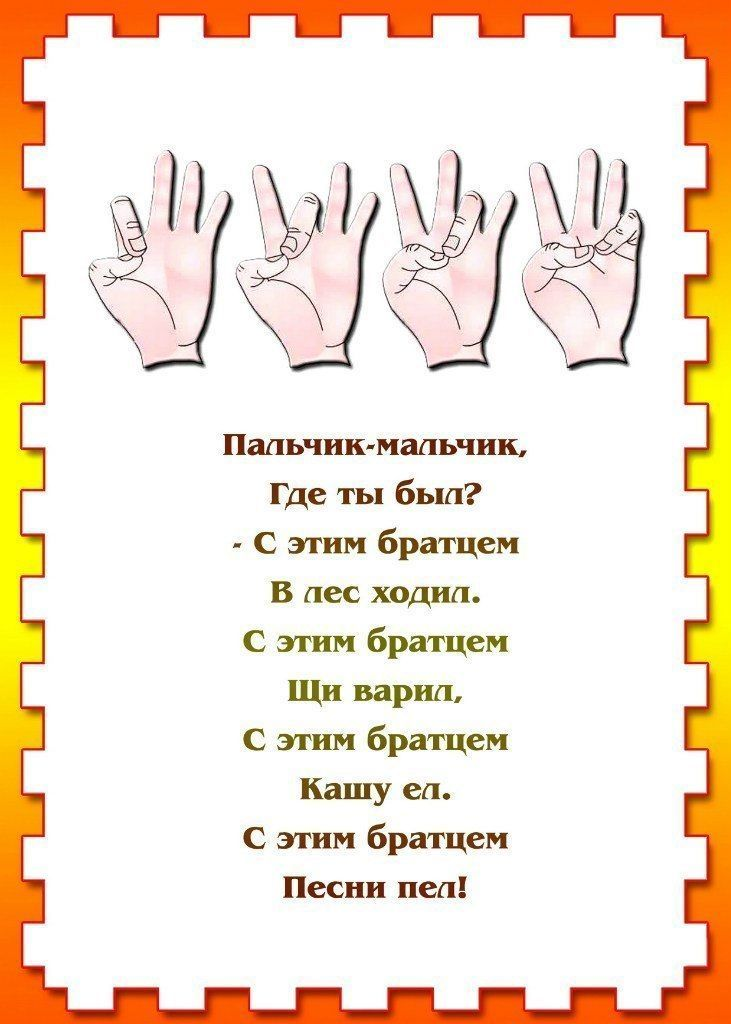 Пальчик-мальчик,
Где ты был?
- С этим братцем
В лес ходил.
С этим братцем
Щи варил,
С этим братцем
Кашу ел.
С этим братцем
Песни пел!